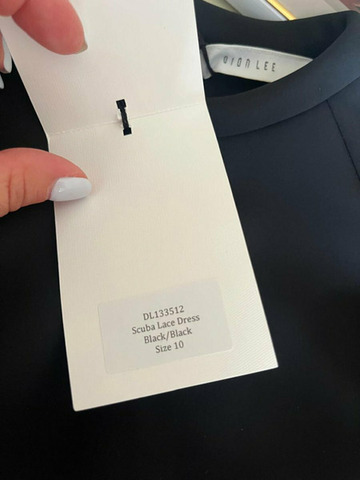 DION LEE
DL133512
Scuba Lace Dress
Black/Black
Size 10